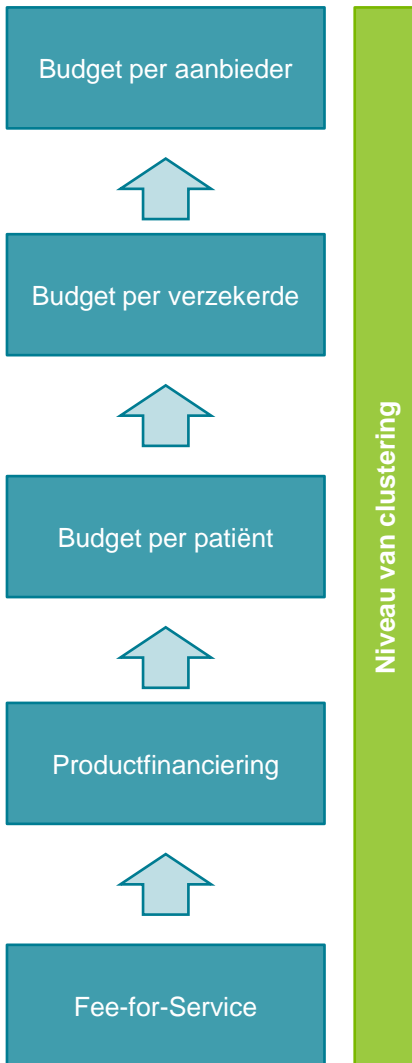 Budget per aanbieder
Budget per verzekerde
Budget per patiënt
Productfinanciering
Fee-for-Service
Niveau van clustering